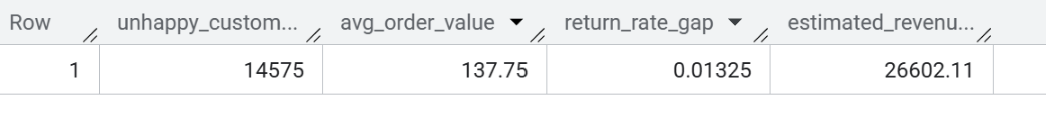 Row unhappy_custom... avg_order_value return_rate_gap estimated_revenu...
1 14575 137.75 0.01325 26602.11